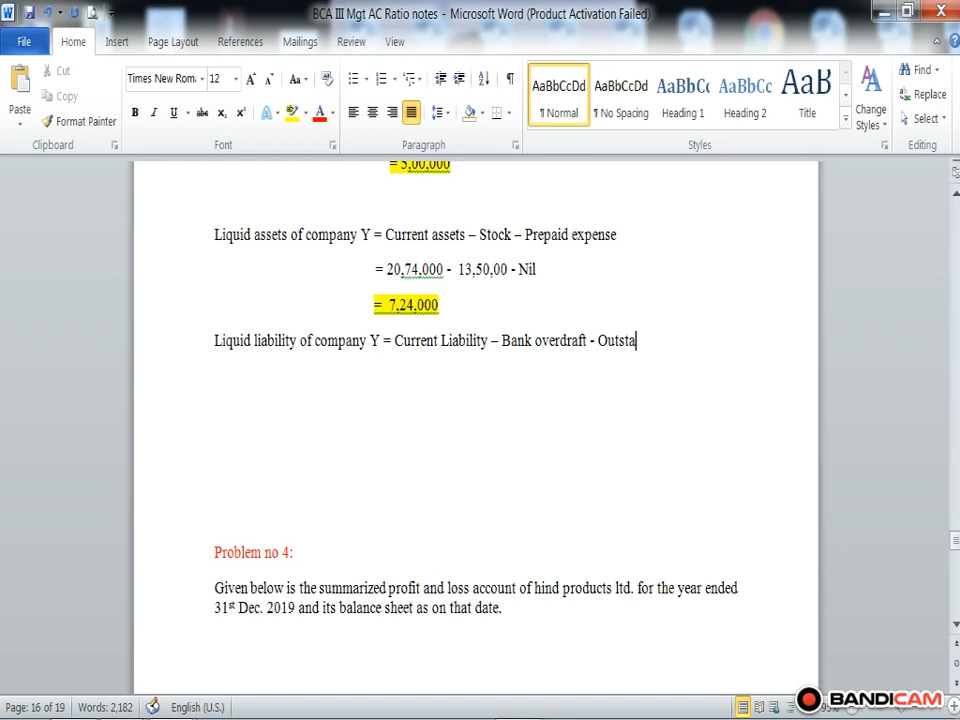 BCA III Mgt AC Ratio notes - Microsoft Word (Product Activation Failed)
File Home Insert Page Layout References Mailings Review View
Cut
Copy
Format Painter
Paste
Clipboard
Times New Rom 12
Font
Paragraph
AaBbCcDd AaBbCcDd AaBbCc AaBbCc AaB
¶ Normal ¶ No Spacing Heading 1 Heading 2 Title
Change Styles
Styles
Find
Replace
Select
Editing
= 5,00,000
Liquid assets of company Y = Current assets – Stock – Prepaid expense
= 20,74,000 - 13,50,00 - Nil
= 7,24,000
Liquid liability of company Y = Current Liability – Bank overdraft - Outsta
Problem no 4:
Given below is the summarized profit and loss account of hind products ltd. for the year ended
31st Dec. 2019 and its balance sheet as on that date.
Page: 16 of 19 Words: 2,182 English (U.S.)
BANDICAM